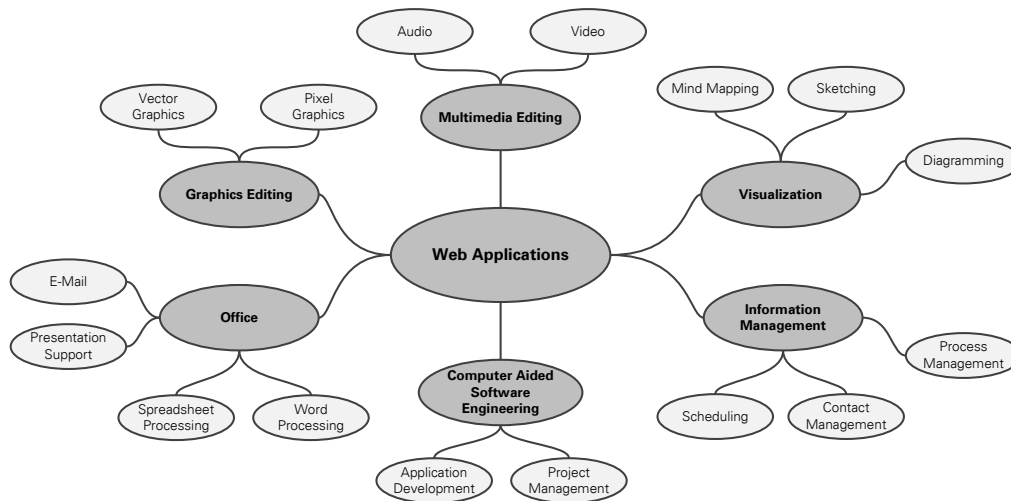 Audio
Video
Multimedia Editing
Vector
Graphics
Pixel
Graphics
Graphics Editing
Mind Mapping
Sketching
Diagramming
Visualization
Web Applications
E-Mail
Presentation
Support
Office
Spreadsheet
Processing
Word
Processing
Computer Aided
Software
Engineering
Application
Development
Project
Management
Information
Management
Process
Management
Scheduling
Contact
Management